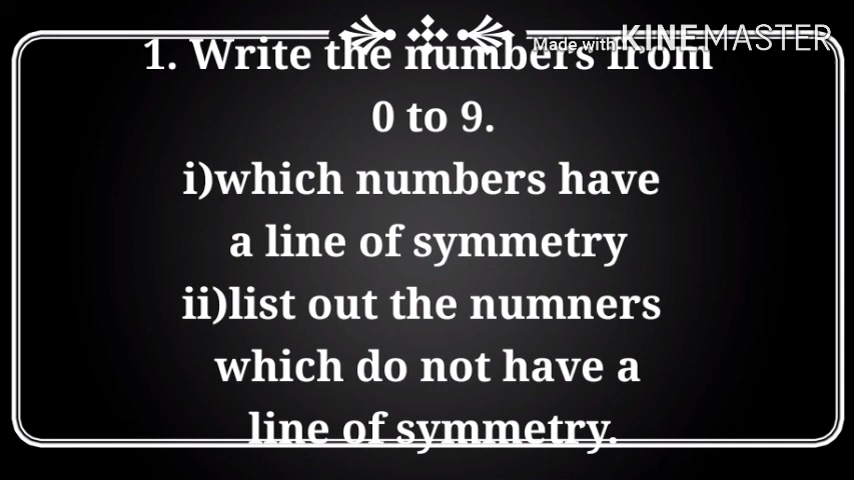 Made with KINEMASTER
1. Write the numbers from
0 to 9.
i)which numbers have
a line of symmetry
ii)list out the numners
which do not have a
line of symmetry.